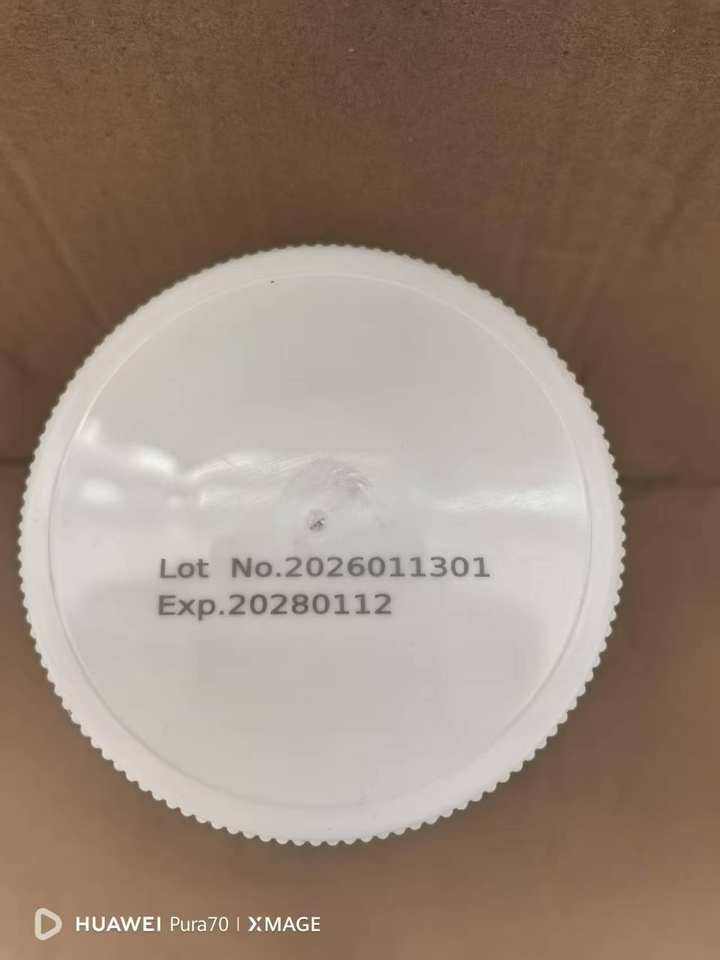 Lot No.2026011301
Exp.20280112
HUAWEI Pura70 | XMAGE